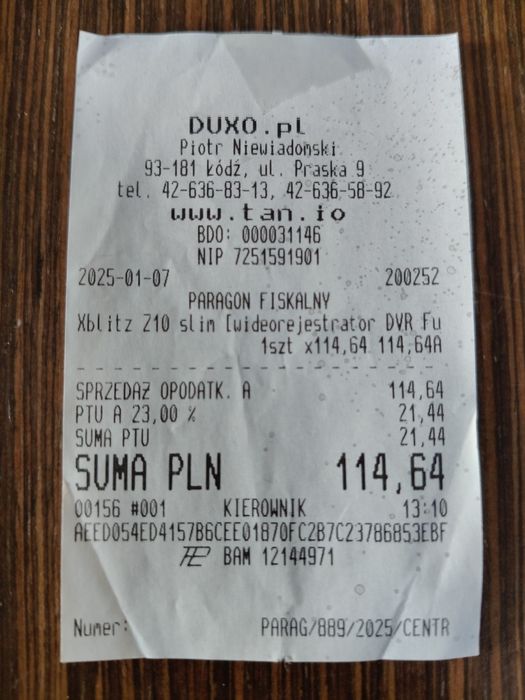 DUXO.pl
Piotr Niewiadomski
93-181 Łódź, ul. Praska 9
tel. 42-636-83-13, 42-636-58-92
www.tan.io
BDO: 000031146
NIP 7251591901
2025-01-07 200252
PARAGON FISKALNY
Xblitz Z10 slim [wideorejestrator DVR Fu
1szt x114,64 114,64A
SPRZEDAŻ OPODATK. A 114,64
PTU A 23,00 % 21,44
SUMA PTU 21,44
SUMA PLN 114,64
00156 #001 KIEROWNIK 13:10
AEED054ED4157B6CEE01870FC2B7C23786853EBF
BAM 12144971
Numer: PARAG/889/2025/CENTR